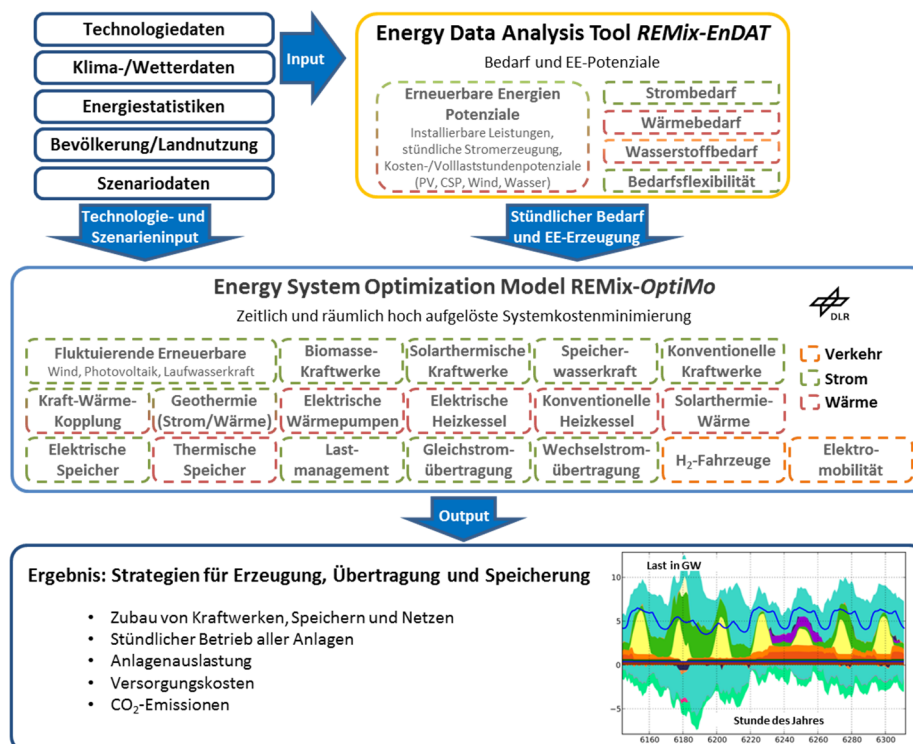 Technologiedaten
Klima-/Wetterdaten
Energiestatistiken
Bevölkerung/Landnutzung
Szenariodaten
Input
Energy Data Analysis Tool REMix-EnDAT
Bedarf und EE-Potenziale
Erneuerbare Energien
Potenziale
Installierbare Leistungen,
stündliche Stromerzeugung,
Kosten-/Volllaststundenpotenziale
(PV, CSP, Wind, Wasser)
Strombedarf
Wärmebedarf
Wasserstoffbedarf
Bedarfsflexibilität
Technologie- und
Szenarieninput
Stündlicher Bedarf
und EE-Erzeugung
Energy System Optimization Model REMix-OptiMo
Zeitlich und räumlich hoch aufgelöste Systemkostenminimierung
DLR
Fluktuierende Erneuerbare
Wind, Photovoltaik, Laufwasserkraft
Biomasse-
Kraftwerke
Solarthermische
Kraftwerke
Speicher-
wasserkraft
Konventionelle
Kraftwerke
Verkehr
Strom
Wärme
Kraft-Wärme-
Kopplung
Geothermie
(Strom/Wärme)
Elektrische
Wärmepumpen
Elektrische
Heizkessel
Konventionelle
Heizkessel
Solarthermie-
Wärme
Elektrische
Speicher
Thermische
Speicher
Last-
management
Gleichstrom-
übertragung
Wechselstrom-
übertragung
H₂-Fahrzeuge
Elektro-
mobilität
Output
Ergebnis: Strategien für Erzeugung, Übertragung und Speicherung
• Zubau von Kraftwerken, Speichern und Netzen
• Stündlicher Betrieb aller Anlagen
• Anlagenauslastung
• Versorgungskosten
• CO₂-Emissionen
Last in GW
10
5
0
−5
Stunde des Jahres
6160 6180 6200 6220 6240 6260 6280 6300